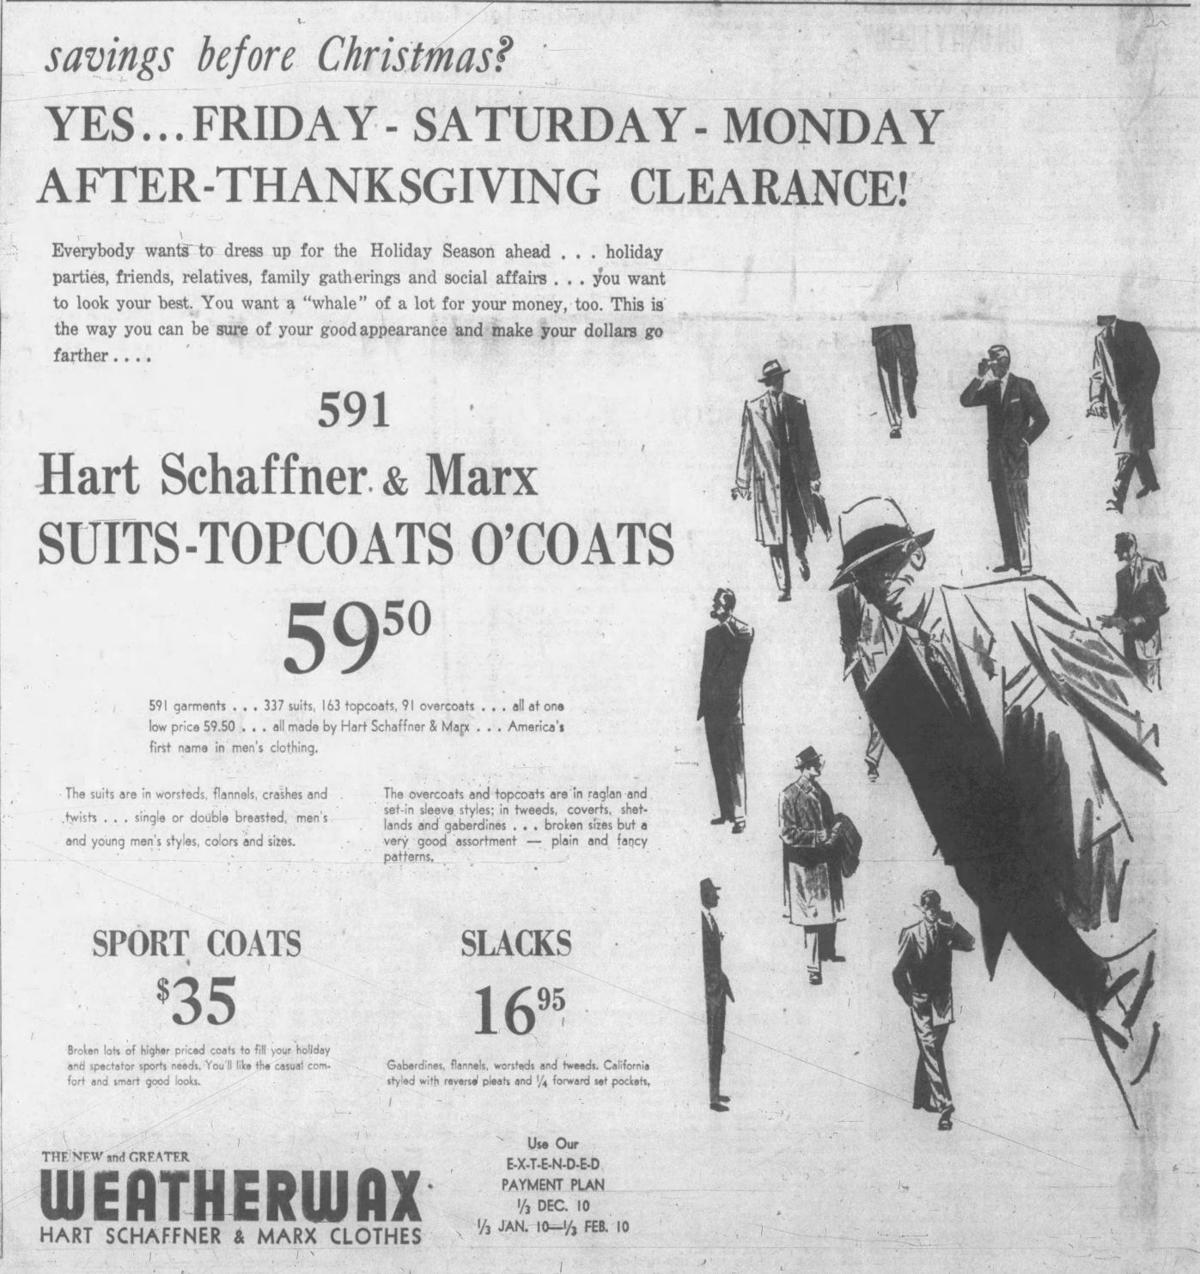 savings before Christmas?
YES...FRIDAY - SATURDAY - MONDAY
AFTER-THANKSGIVING CLEARANCE!
Everybody wants to dress up for the Holiday Season ahead . . . holiday
parties, friends, relatives, family gatherings and social affairs . . . you want
to look your best. You want a "whale" of a lot for your money, too. This is
the way you can be sure of your good appearance and make your dollars go
farther . . . .
591
Hart Schaffner & Marx
SUITS-TOPCOATS O'COATS
59 50
591 garments . . . 337 suits, 163 topcoats, 91 overcoats . . . all at one
low price 59.50 . . . all made by Hart Schaffner & Marx . . . America's
first name in men's clothing.
The suits are in worsteds, flannels, crashes and
twists . . . single or double breasted, men's
and young men's styles, colors and sizes.
The overcoats and topcoats are in raglan and
set-in sleeve styles; in tweeds, coverts, shet-
lands and gaberdines . . . broken sizes but a
very good assortment — plain and fancy
patterns.
SPORT COATS
$35
Broken lots of higher priced coats to fill your holiday
and spectator sports needs. You'll like the casual com-
fort and smart good looks.
SLACKS
16 95
Gaberdines, flannels, worsteds and tweeds. California
styled with reverse pleats and ¼ forward set pockets.
THE NEW and GREATER
WEATHERWAX
HART SCHAFFNER & MARX CLOTHES
Use Our
E-X-T-E-N-D-E-D
PAYMENT PLAN
⅓ DEC. 10
⅓ JAN. 10—⅓ FEB. 10